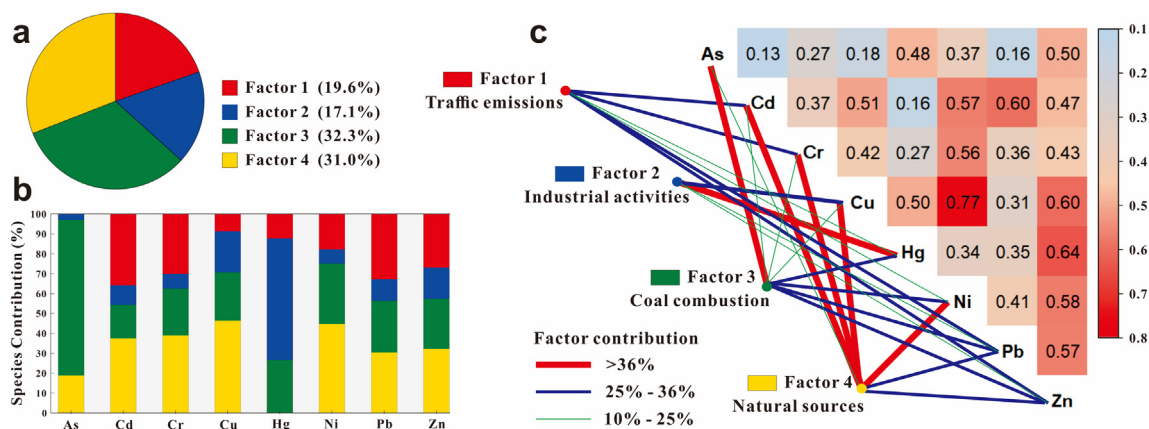 a
Factor 1 (19.6%)
Factor 2 (17.1%)
Factor 3 (32.3%)
Factor 4 (31.0%)
b
Species Contribution (%)
100
90
80
70
60
50
40
30
20
10
0
As Cd Cr Cu Hg Ni Pb Zn
c
Factor 1
Traffic emissions
Factor 2
Industrial activities
Factor 3
Coal combustion
Factor 4
Natural sources
Factor contribution
>36%
25% - 36%
10% - 25%
As 0.13 0.27 0.18 0.48 0.37 0.16 0.50
Cd 0.37 0.51 0.16 0.57 0.60 0.47
Cr 0.42 0.27 0.56 0.36 0.43
Cu 0.50 0.77 0.31 0.60
Hg 0.34 0.35 0.64
Ni 0.41 0.58
Pb 0.57
Zn
0.1
0.2
0.3
0.4
0.5
0.6
0.7
0.8